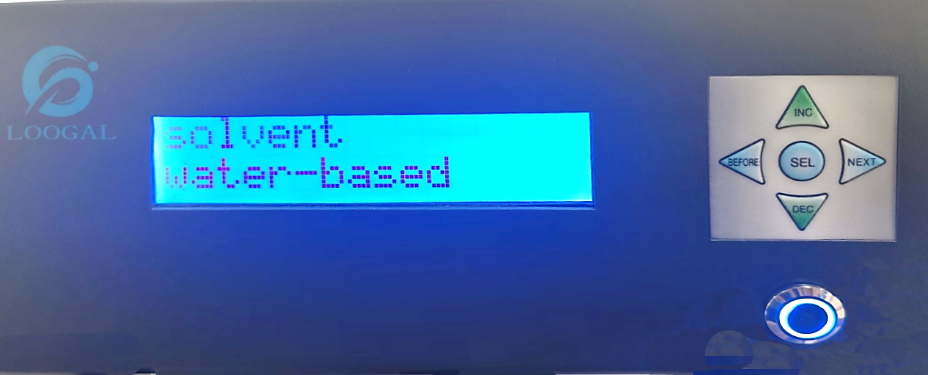 LOOGAL
solvent
water-based
INC
BEFORE
SEL
NEXT
DEC